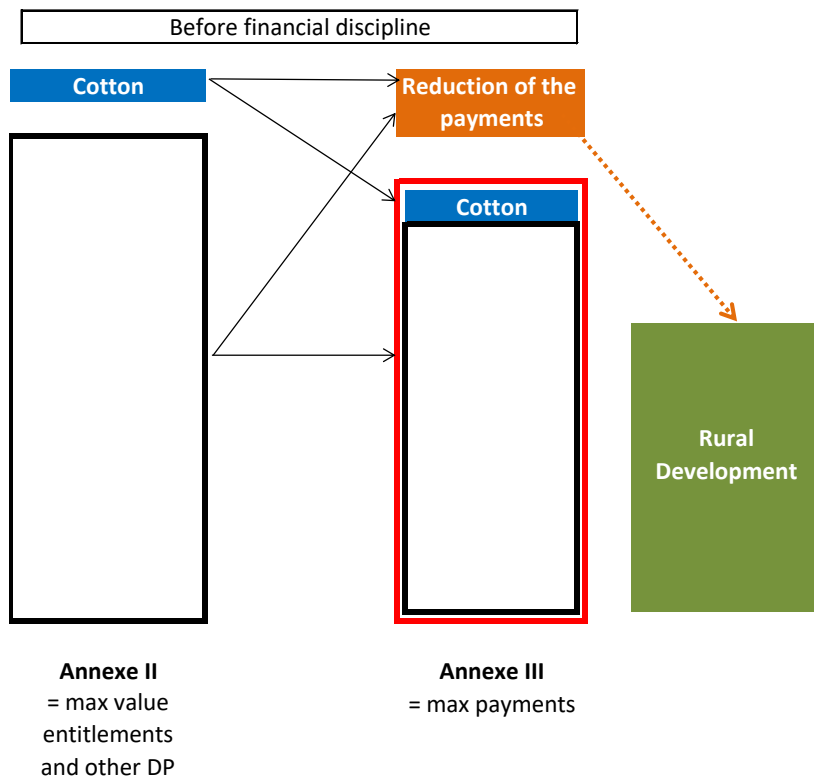 Before financial discipline
Cotton
Reduction of the
payments
Cotton
Rural
Development
Annexe II
= max value
entitlements
and other DP
Annexe III
= max payments